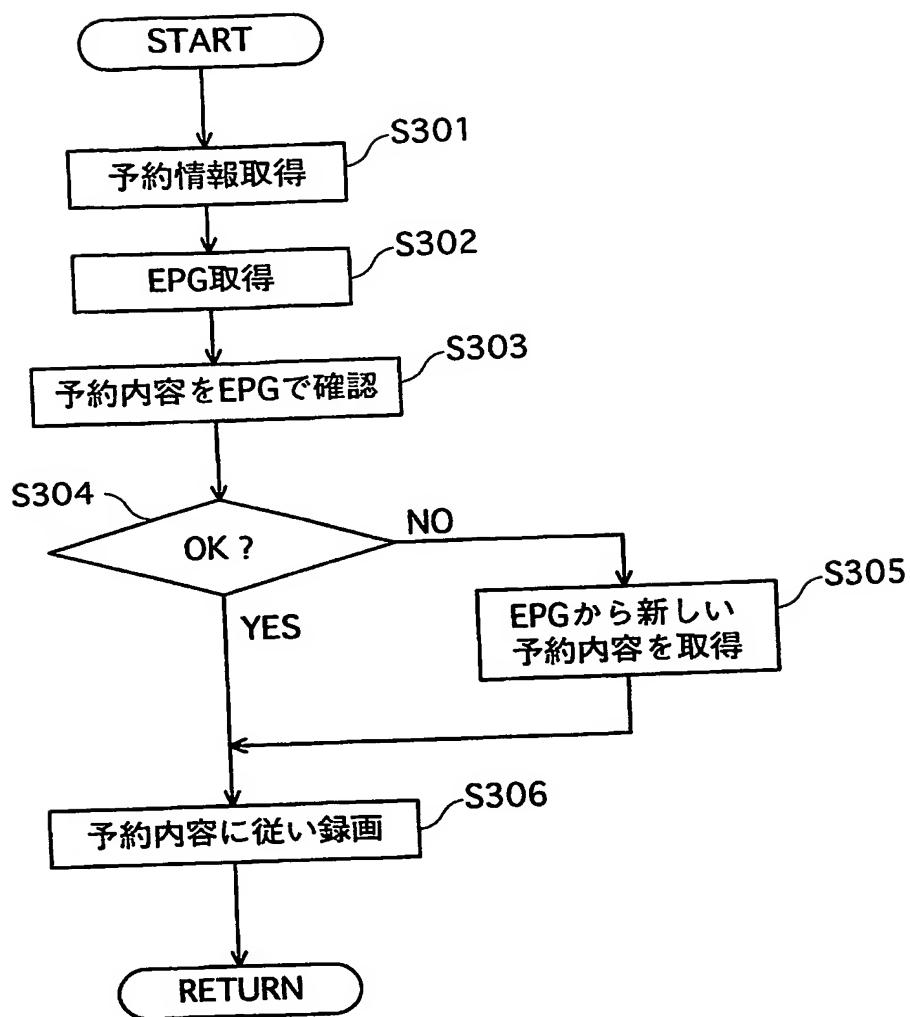 START
S301
予約情報取得
S302
EPG取得
S303
予約内容をEPGで確認
S304
OK ?
NO
YES
S305
EPGから新しい
予約内容を取得
S306
予約内容に従い録画
RETURN